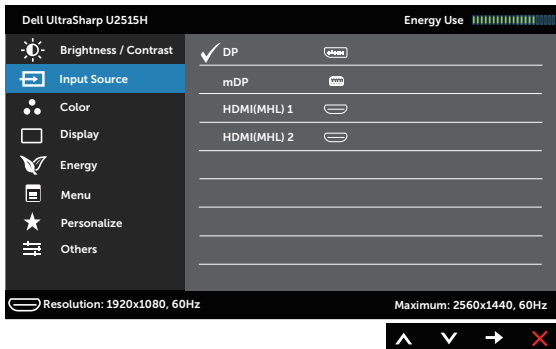 Dell UltraSharp U2515H
Energy Use
Brightness / Contrast
DP
Input Source
mDP
Color
HDMI(MHL) 1
Display
HDMI(MHL) 2
Energy
Menu
Personalize
Others
Resolution: 1920x1080, 60Hz
Maximum: 2560x1440, 60Hz